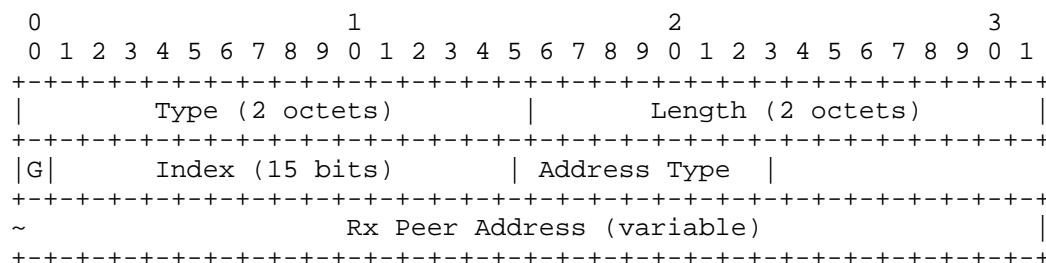 0                   1                   2                   3
 0 1 2 3 4 5 6 7 8 9 0 1 2 3 4 5 6 7 8 9 0 1 2 3 4 5 6 7 8 9 0 1
+-+-+-+-+-+-+-+-+-+-+-+-+-+-+-+-+-+-+-+-+-+-+-+-+-+-+-+-+-+-+-+-+
|        Type (2 octets)        |       Length (2 octets)       |
+-+-+-+-+-+-+-+-+-+-+-+-+-+-+-+-+-+-+-+-+-+-+-+-+-+-+-+-+-+-+-+-+
|G|      Index (15 bits)       | Address Type  |
+-+-+-+-+-+-+-+-+-+-+-+-+-+-+-+-+-+-+-+-+-+-+-+-+-+-+-+-+-+-+-+-+
~                    Rx Peer Address (variable)                 |
+-+-+-+-+-+-+-+-+-+-+-+-+-+-+-+-+-+-+-+-+-+-+-+-+-+-+-+-+-+-+-+-+